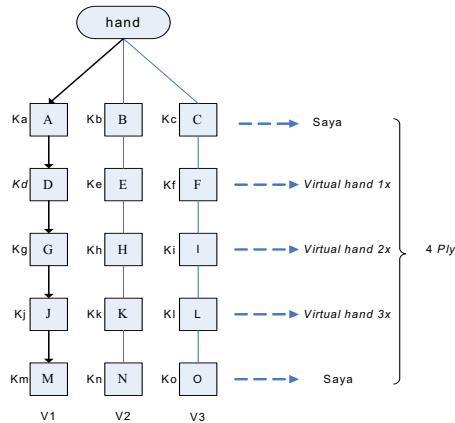 hand
Ka A Kb B Kc C Saya
Kd D Ke E Kf F Virtual hand 1x
Kg G Kh H Ki I Virtual hand 2x
4 Ply
Kj J Kk K Kl L Virtual hand 3x
Km M Kn N Ko O Saya
V1 V2 V3